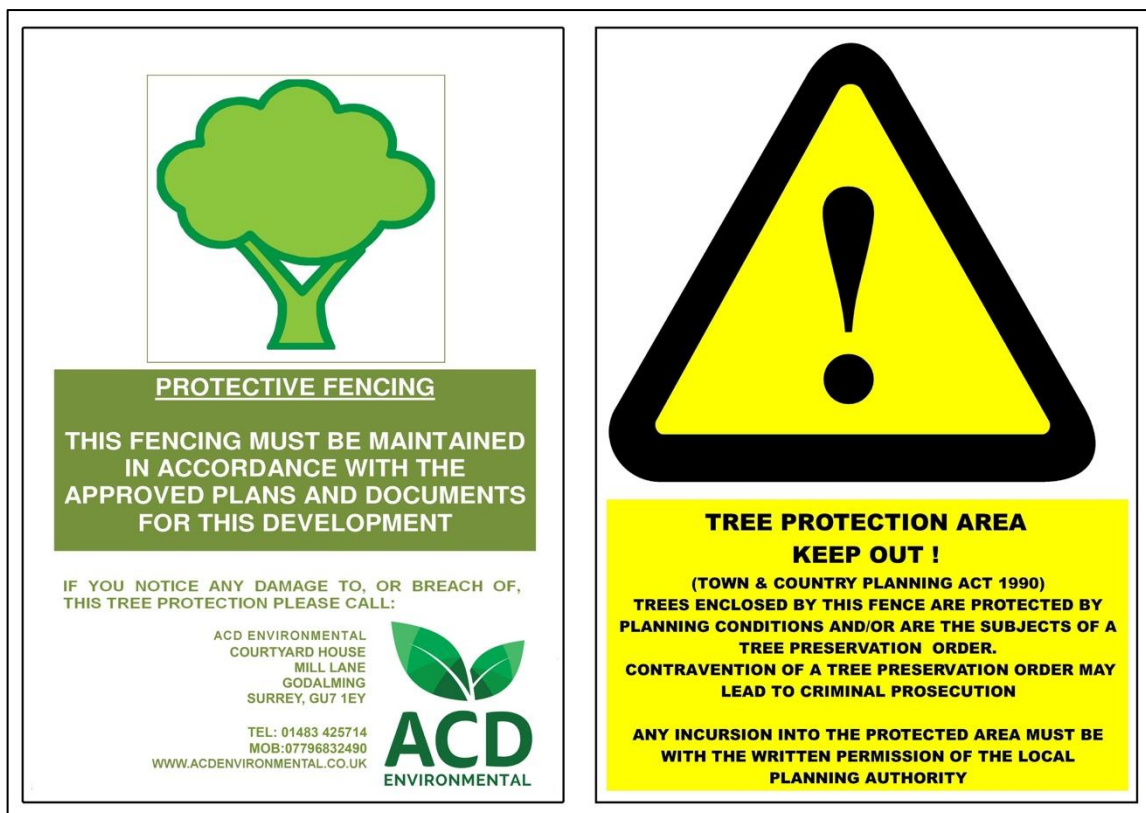 PROTECTIVE FENCING
THIS FENCING MUST BE MAINTAINED
IN ACCORDANCE WITH THE
APPROVED PLANS AND DOCUMENTS
FOR THIS DEVELOPMENT
IF YOU NOTICE ANY DAMAGE TO, OR BREACH OF,
THIS TREE PROTECTION PLEASE CALL:
ACD ENVIRONMENTAL
COURTYARD HOUSE
MILL LANE
GODALMING
SURREY, GU7 1EY
TEL: 01483 425714
MOB:07796832490
WWW.ACDENVIRONMENTAL.CO.UK
ACD
ENVIRONMENTAL
!
TREE PROTECTION AREA
KEEP OUT !
(TOWN & COUNTRY PLANNING ACT 1990)
TREES ENCLOSED BY THIS FENCE ARE PROTECTED BY
PLANNING CONDITIONS AND/OR ARE THE SUBJECTS OF A
TREE PRESERVATION ORDER.
CONTRAVENTION OF A TREE PRESERVATION ORDER MAY
LEAD TO CRIMINAL PROSECUTION
ANY INCURSION INTO THE PROTECTED AREA MUST BE
WITH THE WRITTEN PERMISSION OF THE LOCAL
PLANNING AUTHORITY